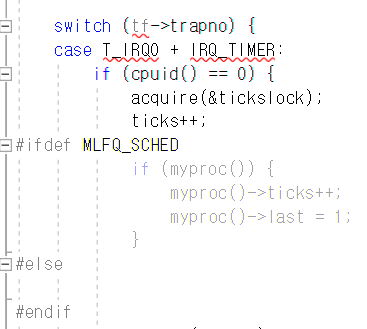 switch (tf->trapno) {
case T_IRQ0 + IRQ_TIMER:
if (cpuid() == 0) {
acquire(&tickslock);
ticks++;
#ifdef MLFQ_SCHED
if (myproc()) {
myproc()->ticks++;
myproc()->last = 1;
}
#else
#endif